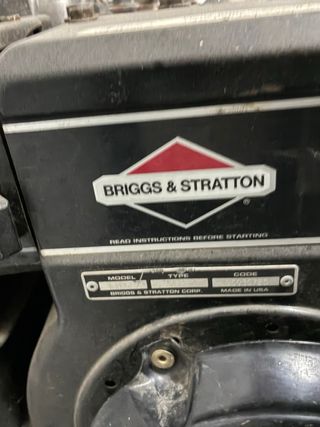 BRIGGS & STRATTON
®
READ INSTRUCTIONS BEFORE STARTING
MODEL TYPE CODE
BRIGGS & STRATTON CORP. MADE IN USA